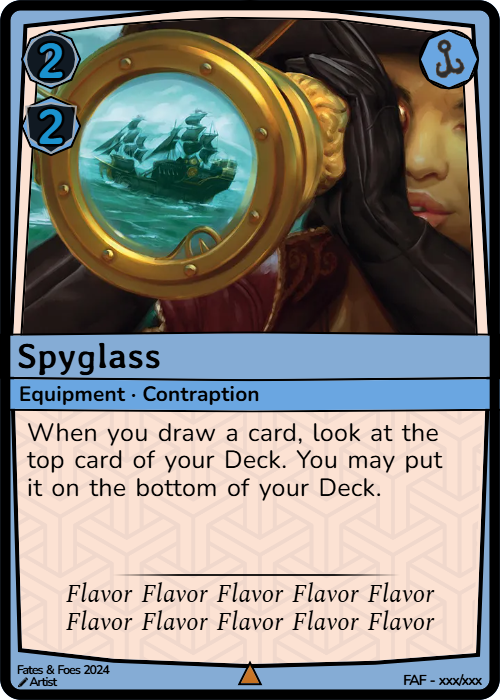 2
2
Spyglass
Equipment · Contraption
When you draw a card, look at the
top card of your Deck. You may put
it on the bottom of your Deck.
Flavor Flavor Flavor Flavor Flavor
Flavor Flavor Flavor Flavor Flavor
Fates & Foes 2024
Artist
FAF - xxx/xxx